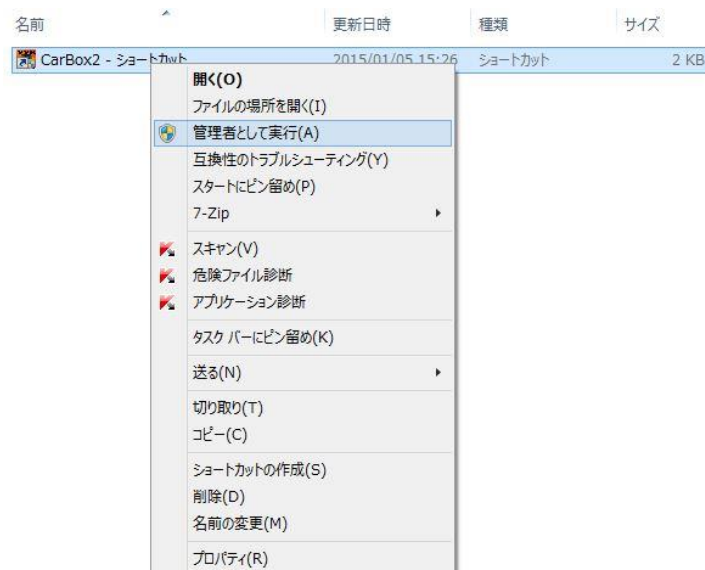 名前 更新日時 種類 サイズ
CarBox2 - ショートカット 2015/01/05 15:26 ショートカット 2 KB
開く(O)
ファイルの場所を開く(I)
管理者として実行(A)
互換性のトラブルシューティング(Y)
スタートにピン留め(P)
7-Zip
スキャン(V)
危険ファイル診断
アプリケーション診断
タスク バーにピン留め(K)
送る(N)
切り取り(T)
コピー(C)
ショートカットの作成(S)
削除(D)
名前の変更(M)
プロパティ(R)